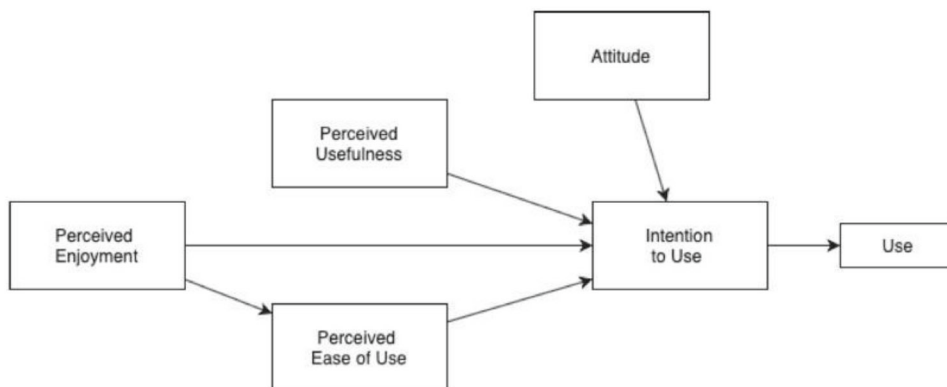 Attitude
Perceived
Usefulness
Perceived
Enjoyment
Intention
to Use
Use
Perceived
Ease of Use